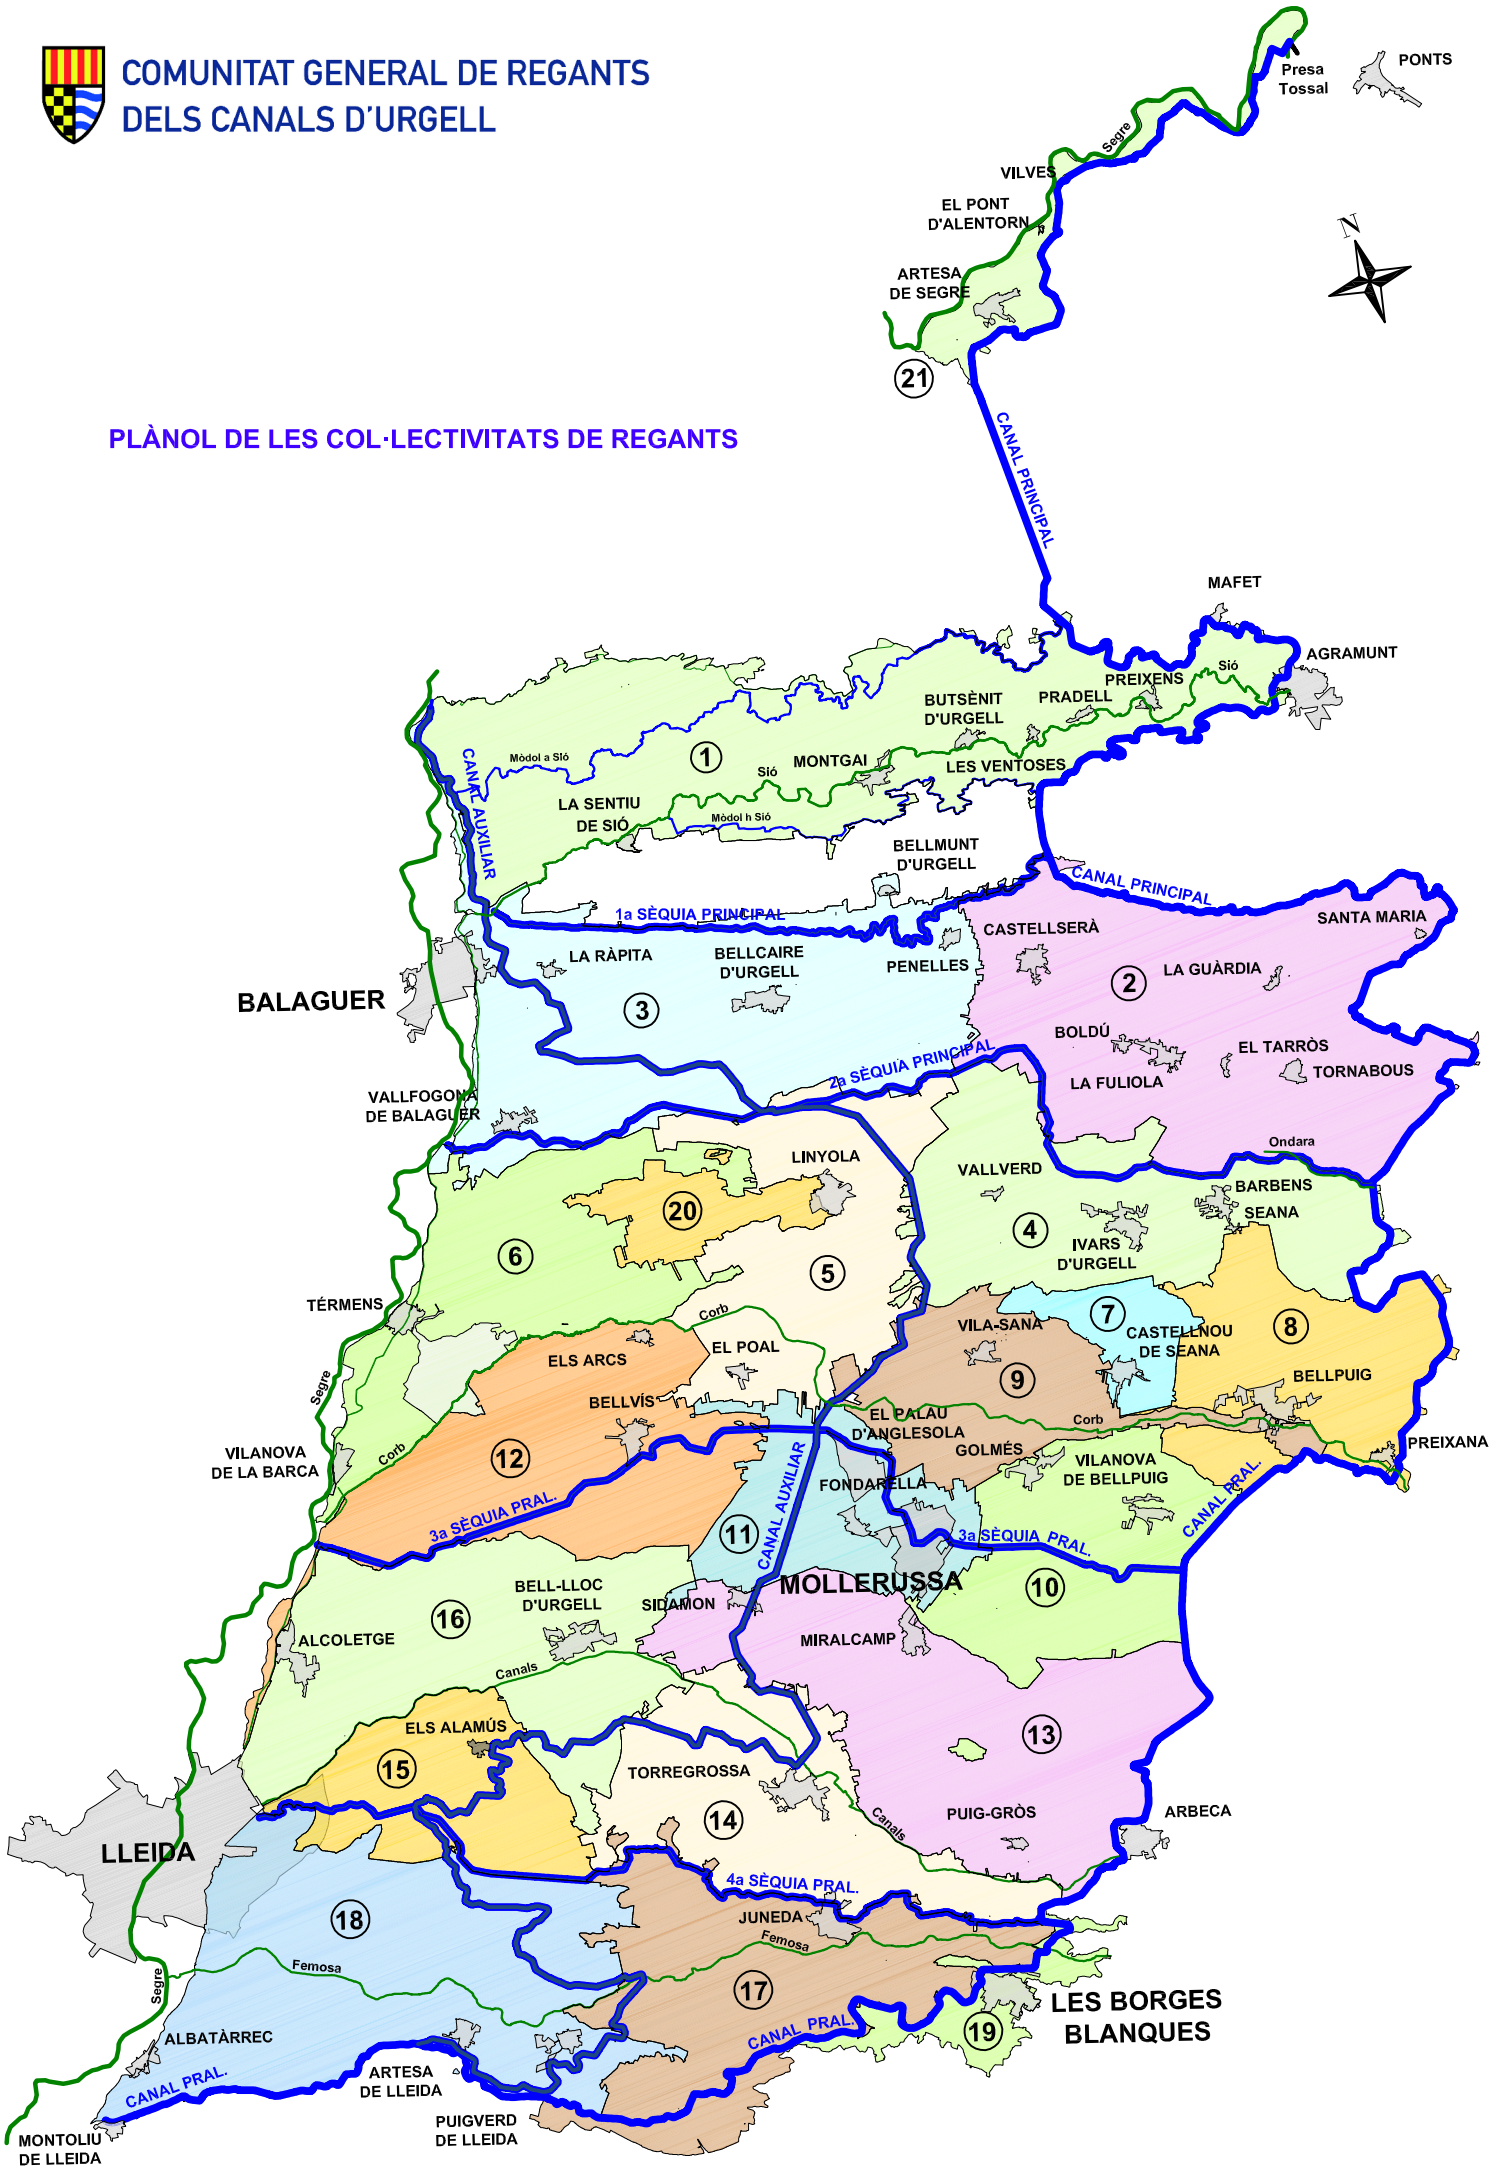 COMUNITAT GENERAL DE REGANTS
DELS CANALS D'URGELL
Presa
Tossal
PONTS
Segre
VILVES
EL PONT
D'ALENTORN
N
ARTESA
DE SEGRE
21
PLÀNOL DE LES COL·LECTIVITATS DE REGANTS
CANAL PRINCIPAL
MAFET
AGRAMUNT
Sió
PREIXENS
PRADELL
BUTSÈNIT
D'URGELL
LES VENTOSES
MONTGAI
1
Mòdol a Sió
Sió
CANAL AUXILIAR
LA SENTIU
DE SIÓ
Mòdol h Sió
BELLMUNT
D'URGELL
CANAL PRINCIPAL
1a SÈQUIA PRINCIPAL
SANTA MARIA
CASTELLSERÀ
LA RÀPITA
BELLCAIRE
D'URGELL
PENELLES
LA GUÀRDIA
2
BALAGUER
3
BOLDÚ
EL TARRÒS
LA FULIOLA
TORNABOUS
2a SÈQUIA PRINCIPAL
VALLFOGONA
DE BALAGUER
Ondara
LINYOLA
VALLVERD
BARBENS
SEANA
20
4
IVARS
D'URGELL
6
5
TÉRMENS
Corb
7
8
VILA-SANA
CASTELLNOU
DE SEANA
EL POAL
ELS ARCS
9
BELLPUIG
Segre
BELLVÍS
EL PALAU
D'ANGLESOLA
Corb
GOLMÉS
PREIXANA
VILANOVA
DE LA BARCA
Corb
12
VILANOVA
DE BELLPUIG
FONDARELLA
CANAL PRAL.
3a SÈQUIA PRAL.
11
CANAL AUXILIAR
3a SÈQUIA PRAL.
MOLLERUSSA
10
BELL-LLOC
D'URGELL
SIDAMON
16
ALCOLETGE
MIRALCAMP
Canals
ELS ALAMÚS
13
15
TORREGROSSA
14
Canals
PUIG-GRÒS
ARBECA
LLEIDA
4a SÈQUIA PRAL.
18
JUNEDA
Femosa
Femosa
Segre
17
LES BORGES
BLANQUES
19
CANAL PRAL.
ALBATÀRREC
CANAL PRAL.
ARTESA
DE LLEIDA
PUIGVERD
DE LLEIDA
MONTOLIU
DE LLEIDA